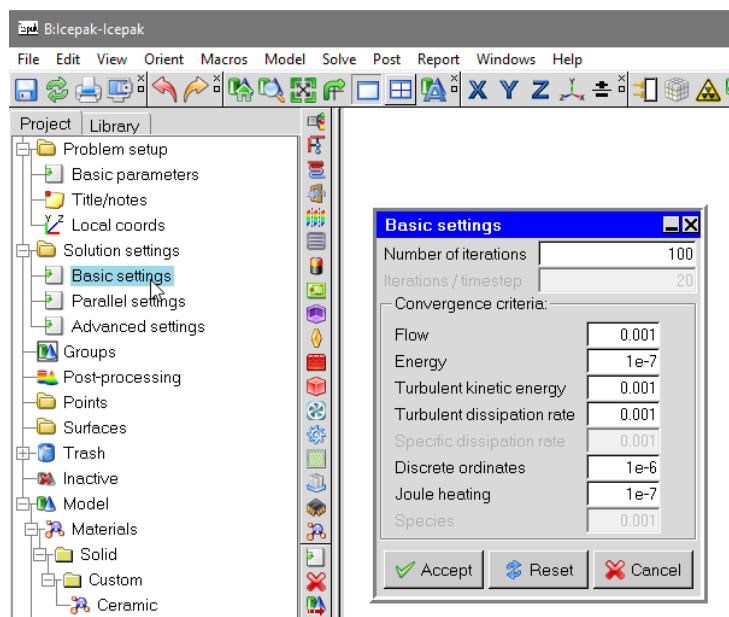 B:Icepak-Icepak
File Edit View Orient Macros Model Solve Post Report Windows Help
X Y Z
Project Library
Problem setup
Basic parameters
Title/notes
Local coords
Solution settings
Basic settings
Parallel settings
Advanced settings
Groups
Post-processing
Points
Surfaces
Trash
Inactive
Model
Materials
Solid
Custom
Ceramic
Basic settings
Number of iterations 100
Iterations / timestep 20
Convergence criteria:
Flow 0.001
Energy 1e-7
Turbulent kinetic energy 0.001
Turbulent dissipation rate 0.001
Specific dissipation rate 0.001
Discrete ordinates 1e-6
Joule heating 1e-7
Species 0.001
Accept Reset Cancel